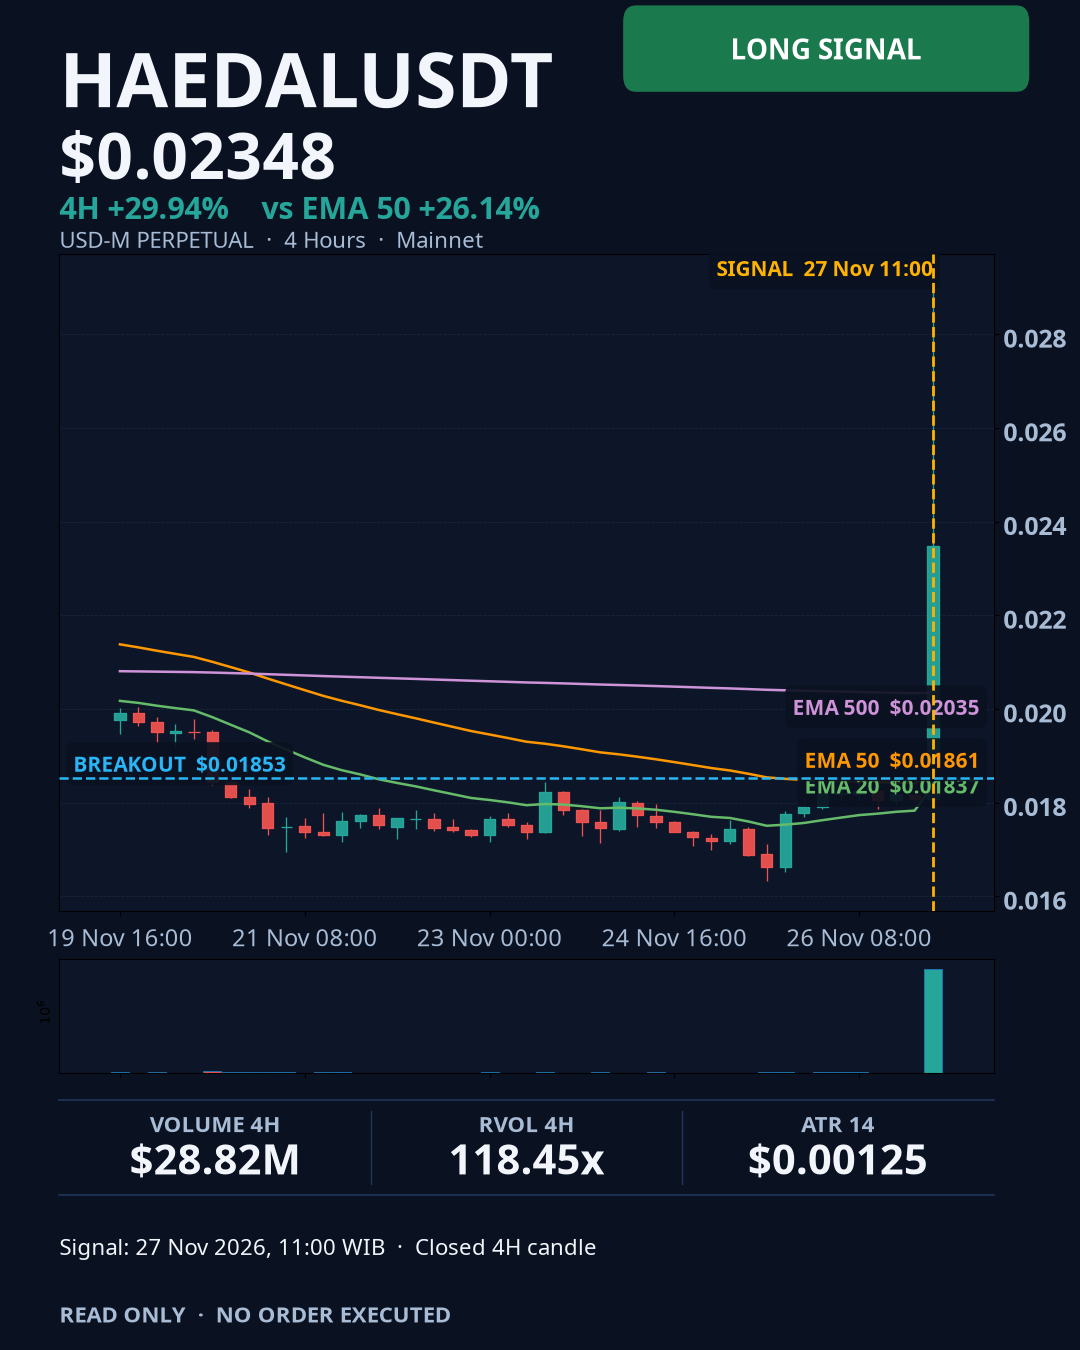 LONG SIGNAL
HAEDALUSDT
$0.02348
4H +29.94% vs EMA 50 +26.14%
USD-M PERPETUAL · 4 Hours · Mainnet
SIGNAL 27 Nov 11:00
0.028
0.026
0.024
0.022
0.020
0.018
0.016
EMA 500 $0.02035
EMA 50 $0.01861
BREAKOUT $0.01853
EMA 20 $0.01837
19 Nov 16:00 21 Nov 08:00 23 Nov 00:00 24 Nov 16:00 26 Nov 08:00
10⁶
VOLUME 4H RVOL 4H ATR 14
$28.82M 118.45x $0.00125
Signal: 27 Nov 2026, 11:00 WIB · Closed 4H candle
READ ONLY · NO ORDER EXECUTED